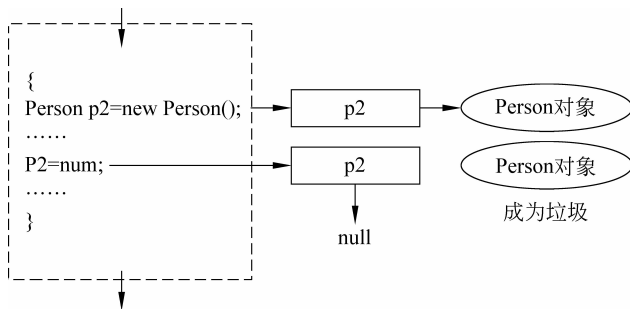 {
Person p2=new Person(); p2 Person对象
……
P2=num; p2 Person对象
……
成为垃圾
}
null